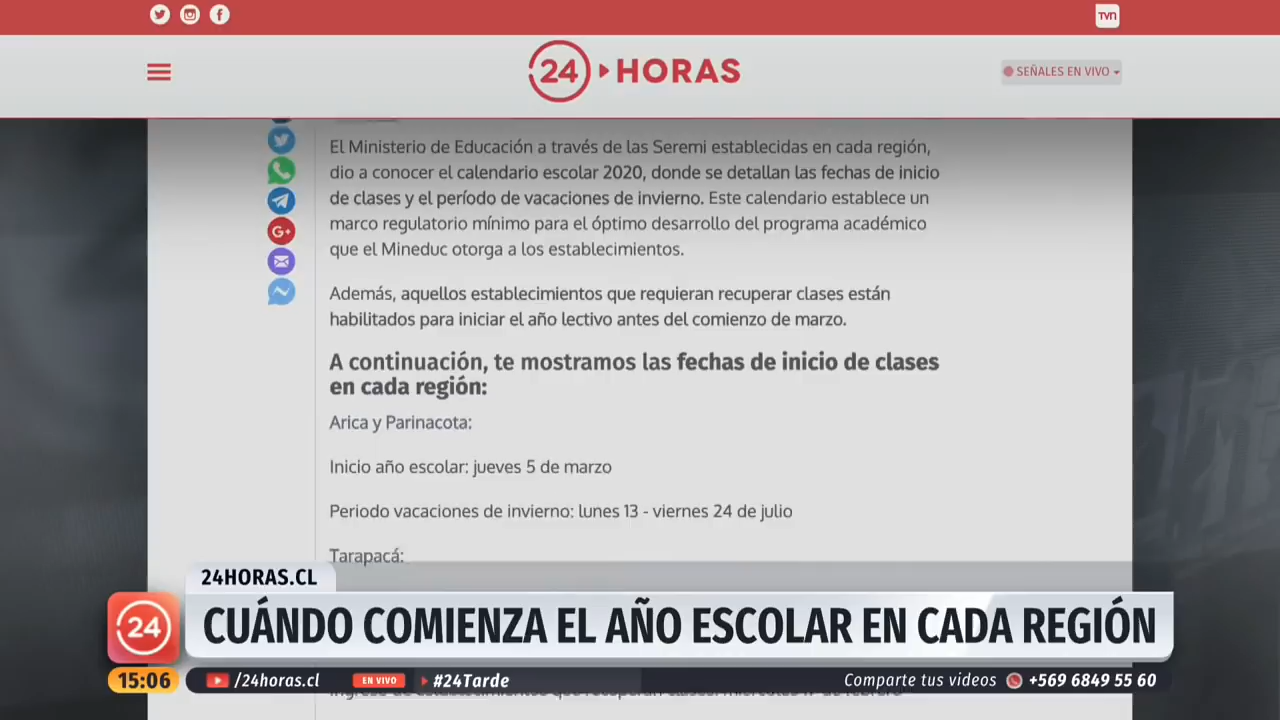 TVN
24 HORAS
SEÑALES EN VIVO
El Ministerio de Educación a través de las Seremi establecidas en cada región,
dio a conocer el calendario escolar 2020, donde se detallan las fechas de inicio
de clases y el período de vacaciones de invierno. Este calendario establece un
marco regulatorio mínimo para el óptimo desarrollo del programa académico
que el Mineduc otorga a los establecimientos.
Además, aquellos establecimientos que requieran recuperar clases están
habilitados para iniciar el año lectivo antes del comienzo de marzo.
A continuación, te mostramos las fechas de inicio de clases
en cada región:
Arica y Parinacota:
Inicio año escolar: jueves 5 de marzo
Periodo vacaciones de invierno: lunes 13 - viernes 24 de julio
Tarapacá:
24HORAS.CL
24
CUÁNDO COMIENZA EL AÑO ESCOLAR EN CADA REGIÓN
15:06
/24horas.cl
EN VIVO
#24Tarde
Comparte tus videos
+569 6849 55 60